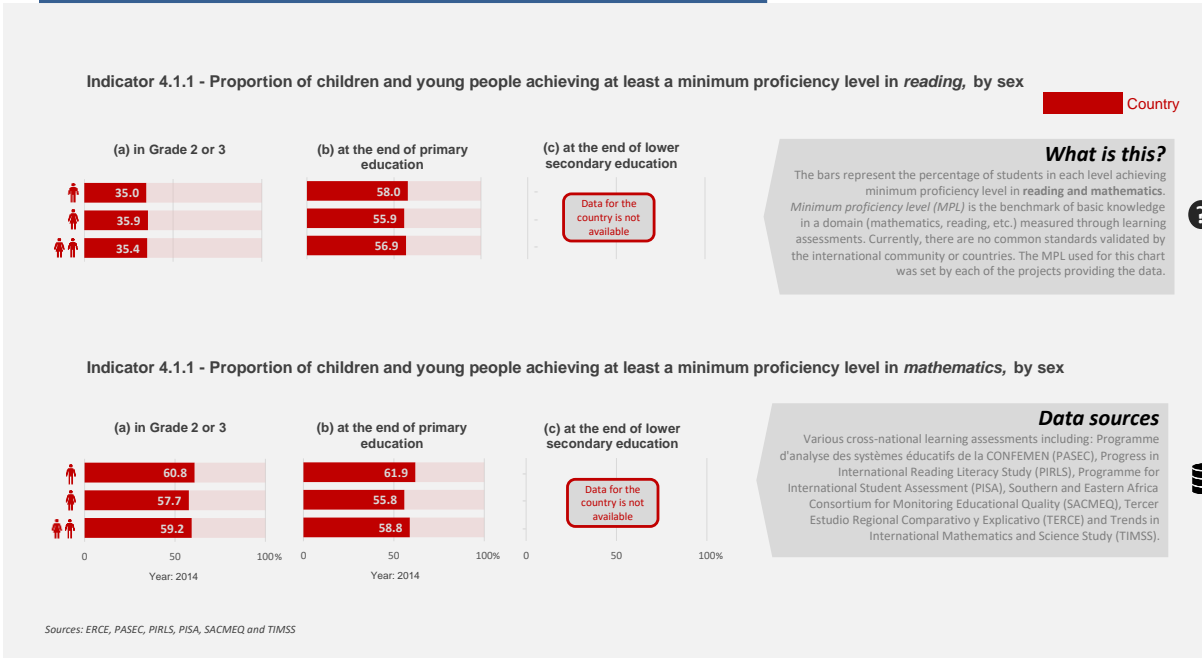 Indicator 4.1.1 - Proportion of children and young people achieving at least a minimum proficiency level in reading, by sex
Country
(a) in Grade 2 or 3
35.0
35.9
35.4
(b) at the end of primary
education
58.0
55.9
56.9
(c) at the end of lower
secondary education
Data for the
country is not
available
What is this?
The bars represent the percentage of students in each level achieving
minimum proficiency level in reading and mathematics.
Minimum proficiency level (MPL) is the benchmark of basic knowledge
in a domain (mathematics, reading, etc.) measured through learning
assessments. Currently, there are no common standards validated by
the international community or countries. The MPL used for this chart
was set by each of the projects providing the data.
?
Indicator 4.1.1 - Proportion of children and young people achieving at least a minimum proficiency level in mathematics, by sex
(a) in Grade 2 or 3
60.8
57.7
59.2
0 50 100%
Year: 2014
(b) at the end of primary
education
61.9
55.8
58.8
0 50 100%
Year: 2014
(c) at the end of lower
secondary education
Data for the
country is not
available
0 50 100%
Data sources
Various cross-national learning assessments including: Programme
d'analyse des systèmes éducatifs de la CONFEMEN (PASEC), Progress in
International Reading Literacy Study (PIRLS), Programme for
International Student Assessment (PISA), Southern and Eastern Africa
Consortium for Monitoring Educational Quality (SACMEQ), Tercer
Estudio Regional Comparativo y Explicativo (TERCE) and Trends in
International Mathematics and Science Study (TIMSS).
Sources: ERCE, PASEC, PIRLS, PISA, SACMEQ and TIMSS